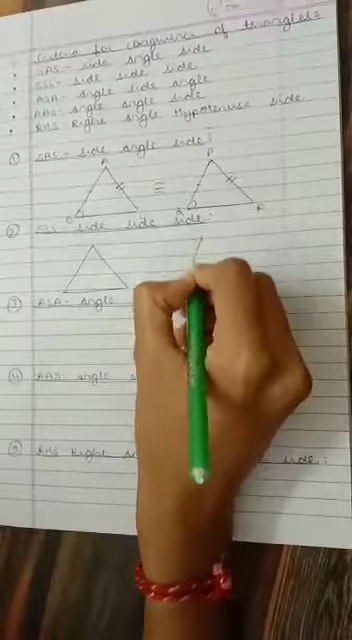 Criteria for congruence of triangles:
SAS - side angle side
SSS - side side side
ASA - angle side angle
AAS - angle angle side
RHS Right angle Hypotenuse side
① SAS - side angle side:
A P
≅
B Q R
② SSS - side side side:
③ ASA - angle
④ AAS angle
⑤ RHS Right side: